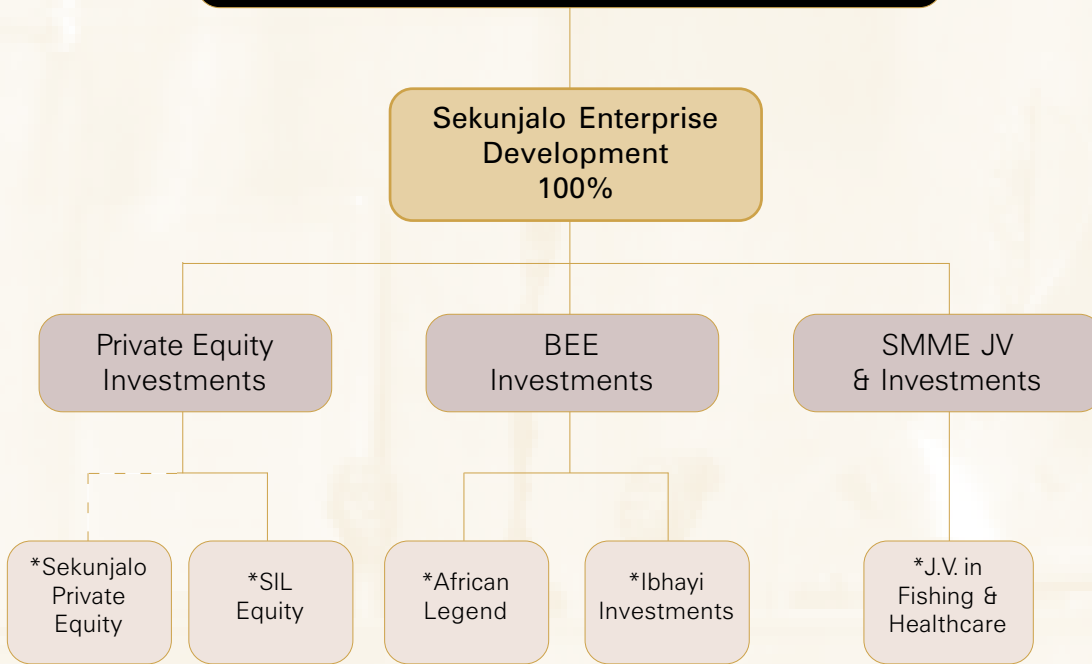 Sekunjalo Enterprise
Development
100%
Private Equity
Investments
BEE
Investments
SMME JV
& Investments
*Sekunjalo
Private
Equity
*SIL
Equity
*African
Legend
*Ibhayi
Investments
*J.V. in
Fishing &
Healthcare